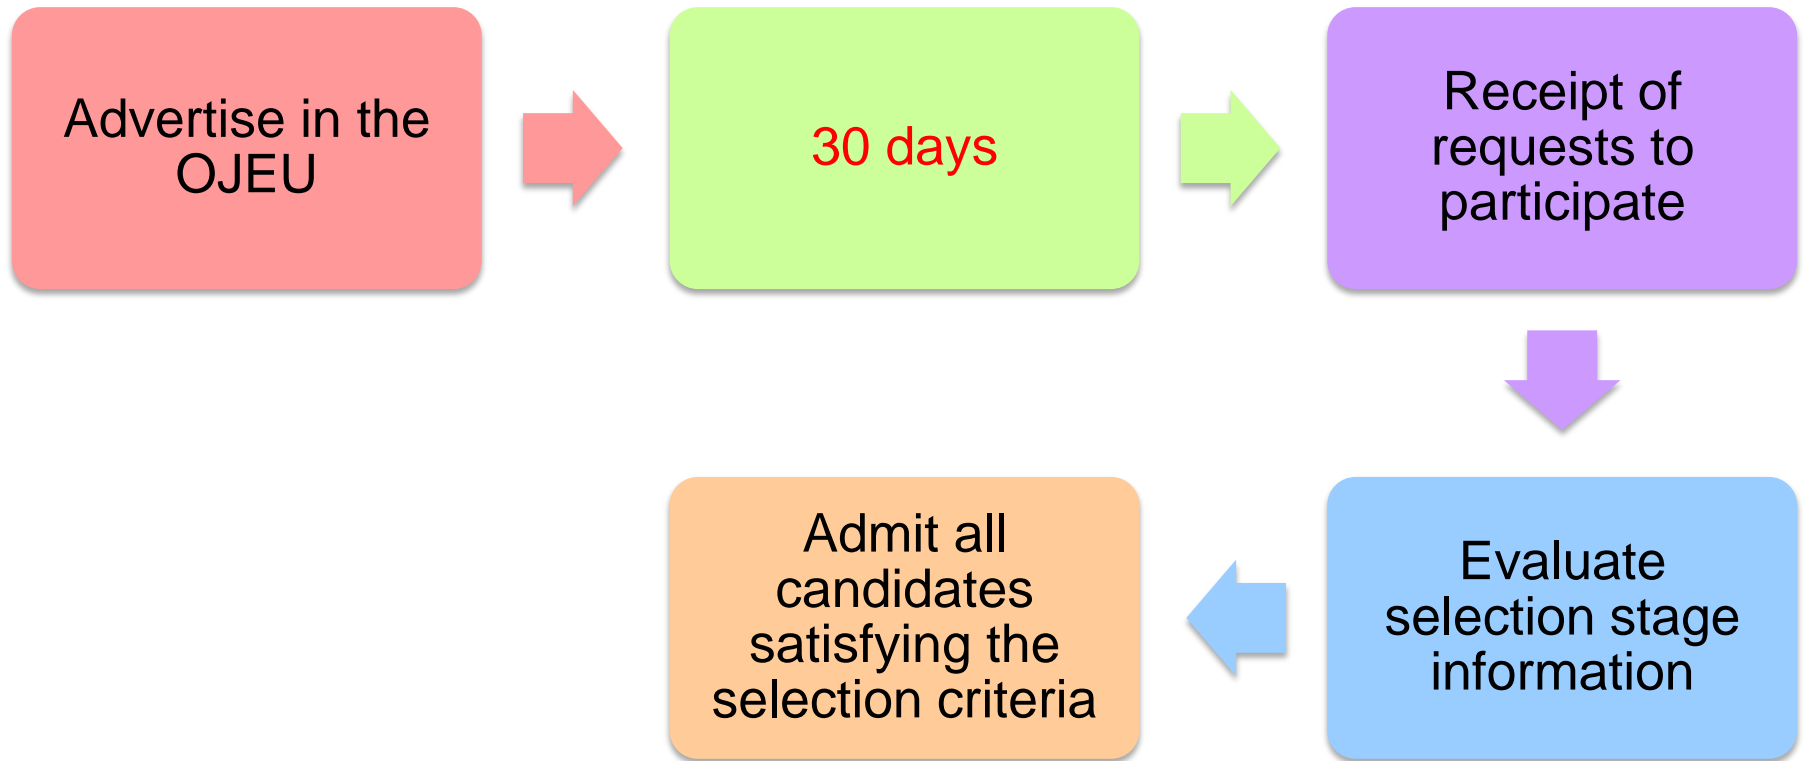 Advertise in the
OJEU
30 days
Receipt of
requests to
participate
Evaluate
selection stage
information
Admit all
candidates
satisfying the
selection criteria